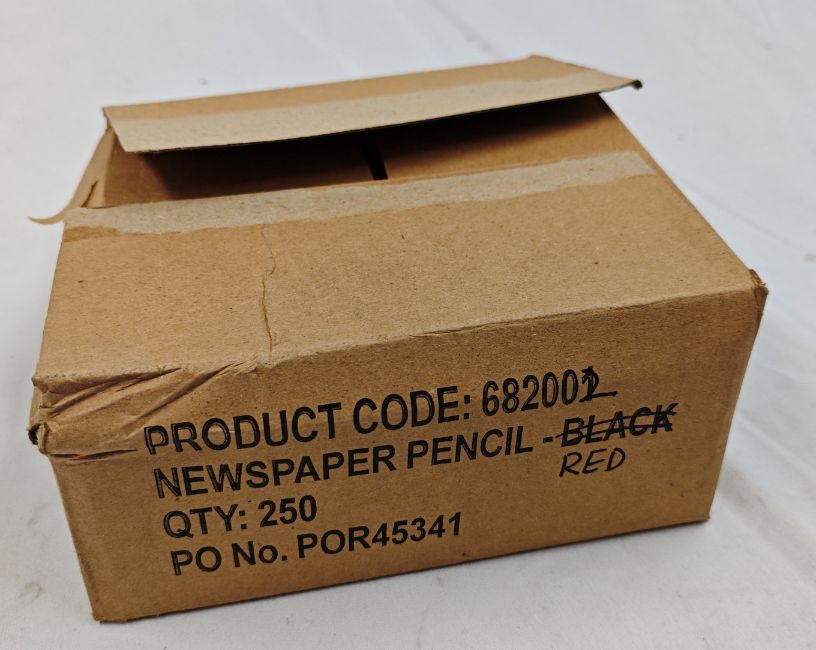 PRODUCT CODE: 682002
NEWSPAPER PENCIL - BLACK
RED
QTY: 250
PO No. POR45341